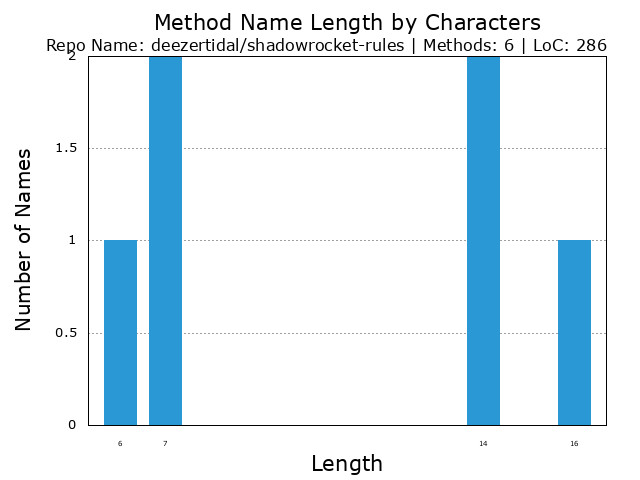 Method Name Length by Characters
Repo Name: deezertidal/shadowrocket-rules | Methods: 6 | LoC: 286
2
1.5
1
0.5
0
Number of Names
6 7 14 16
Length